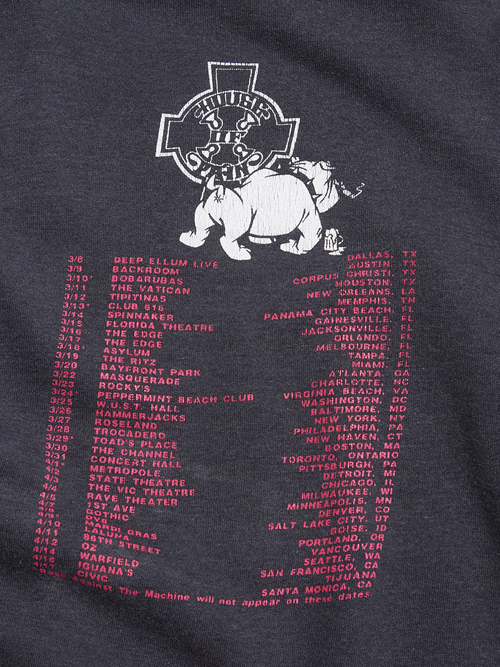 HOUSE
OF
PAIN
3/8 DEEP ELLUM LIVE DALLAS, TX
3/9 BACKROOM AUSTIN, TX
3/10* BOBARUBAS CORPUS CHRISTI, TX
3/11 THE VATICAN HOUSTON, TX
3/12 TIPITINAS NEW ORLEANS, LA
3/13* CLUB 616 MEMPHIS, TN
3/14 SPINNAKER PANAMA CITY BEACH, FL
3/15 FLORIDA THEATRE GAINESVILLE, FL
3/16 THE EDGE JACKSONVILLE, FL
3/17 THE EDGE ORLANDO, FL
3/18* ASYLUM MELBOURNE, FL
3/19 THE RITZ TAMPA, FL
3/20 BAYFRONT PARK MIAMI, FL
3/22 MASQUERADE ATLANTA, GA
3/23 ROCKY'S CHARLOTTE, NC
3/24* PEPPERMINT BEACH CLUB VIRGINIA BEACH, VA
3/25 W.U.S.T. HALL WASHINGTON, DC
3/26 HAMMERJACKS BALTIMORE, MD
3/27 ROSELAND NEW YORK, NY
3/28 TROCADERO PHILADELPHIA, PA
3/29* TOAD'S PLACE NEW HAVEN, CT
3/30 THE CHANNEL BOSTON, MA
3/31 CONCERT HALL TORONTO, ONTARIO
4/1* METROPOLE PITTSBURGH, PA
4/2 STATE THEATRE DETROIT, MI
4/3 THE VIC THEATRE CHICAGO, IL
4/4 RAVE THEATER MILWAUKEE, WI
4/5 1ST AVE MINNEAPOLIS, MN
4/7 GOTHIC DENVER, CO
SALT LAKE CITY, UT
4/9* MARDI GRAS BOISE, ID
4/10 LALUNA PORTLAND, OR
4/11 86TH STREET VANCOUVER
4/12 OZ SEATTLE, WA
4/14 WARFIELD SAN FRANCISCO, CA
4/16 IGUANA'S TIJUANA
4/17 CIVIC SANTA MONICA, CA
Rage Against The Machine will not appear on these dates